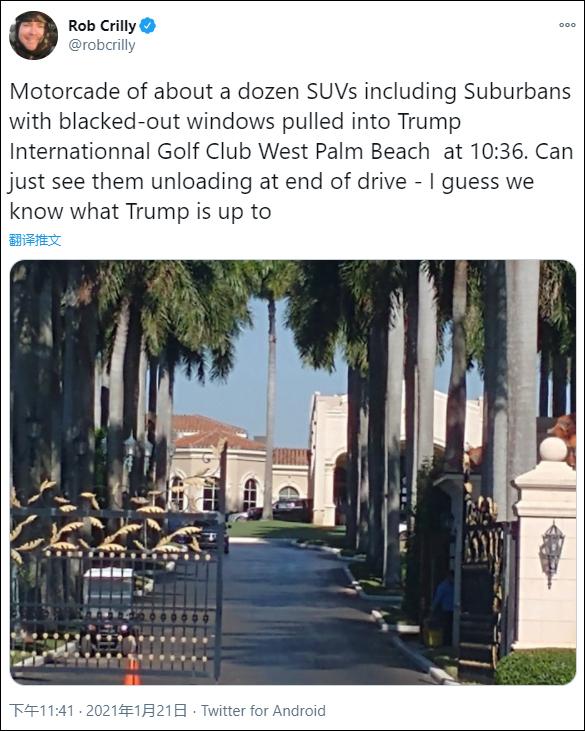 Rob Crilly
@robcrilly
Motorcade of about a dozen SUVs including Suburbans
with blacked-out windows pulled into Trump
Internationnal Golf Club West Palm Beach  at 10:36. Can
just see them unloading at end of drive - I guess we
know what Trump is up to
翻译推文
下午11:41 · 2021年1月21日 · Twitter for Android